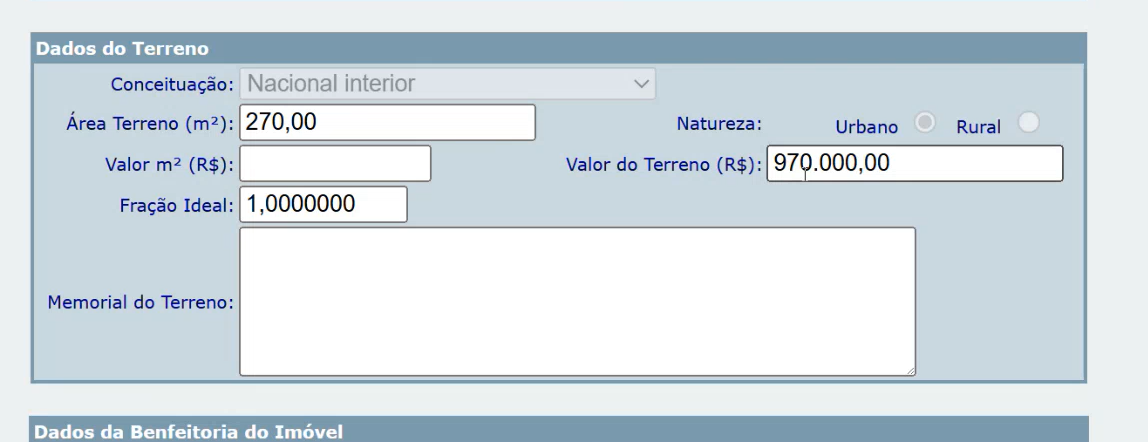 Dados do Terreno
Conceituação: Nacional interior
Área Terreno (m²): 270,00 Natureza: Urbano Rural
Valor m² (R$): Valor do Terreno (R$): 970.000,00
Fração Ideal: 1,0000000
Memorial do Terreno:
Dados da Benfeitoria do Imóvel